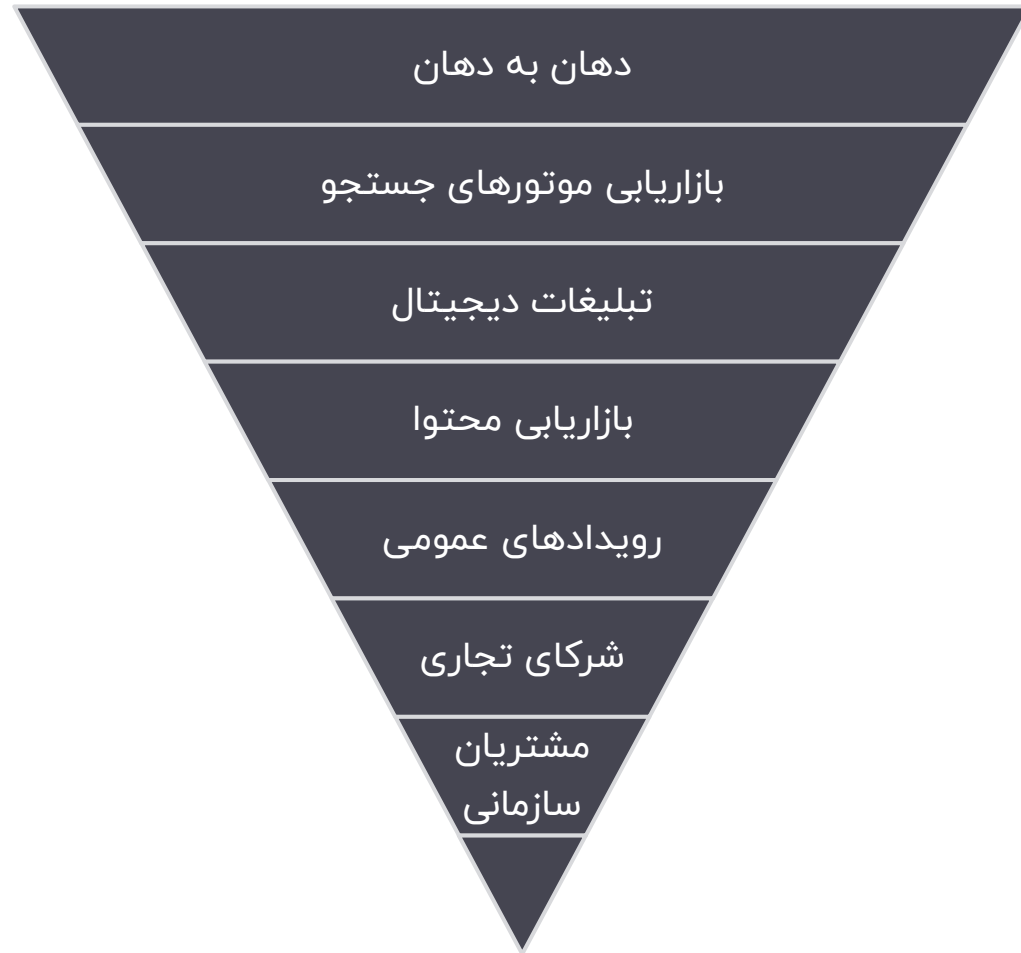 دهان به دهان
بازاریابی موتورهای جستجو
تبلیغات دیجیتال
بازاریابی محتوا
رویدادهای عمومی
شرکای تجاری
مشتریان
سازمانی